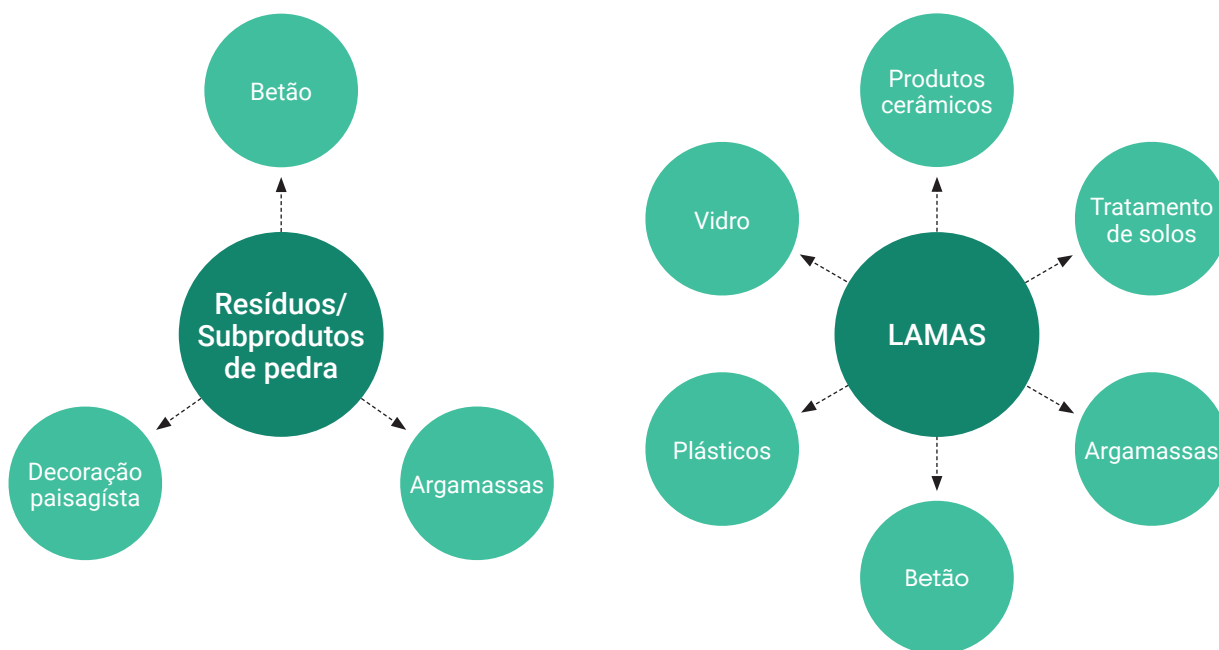 Betão
Resíduos/
Subprodutos
de pedra
Decoração
paisagísta
Argamassas
Produtos
cerâmicos
Vidro
Tratamento
de solos
LAMAS
Plásticos
Argamassas
Betão